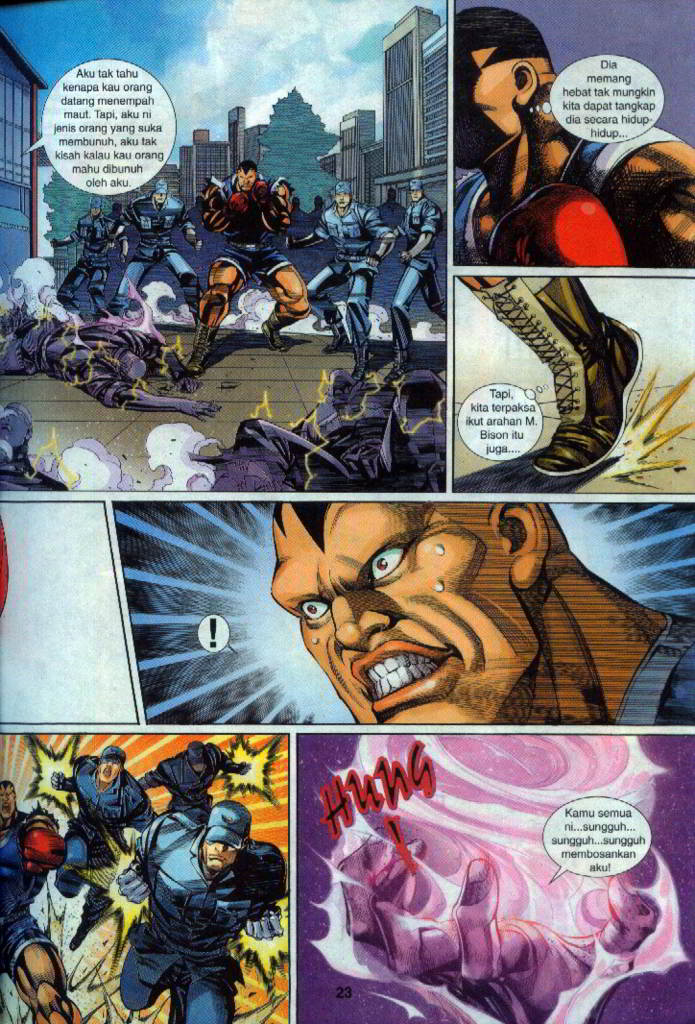 Aku tak tahu
kenapa kau orang
datang menempah
maut. Tapi, aku ni
jenis orang yang suka
membunuh, aku tak
kisah kalau kau orang
mahu dibunuh
oleh aku.
Dia
memang
hebat tak mungkin
kita dapat tangkap
dia secara hidup-
hidup...
Tapi,
kita terpaksa
ikut arahan M.
Bison itu
juga....
!
HUNG
!
Kamu semua
ni...sungguh...
sungguh...sungguh
membosankan
aku!
23